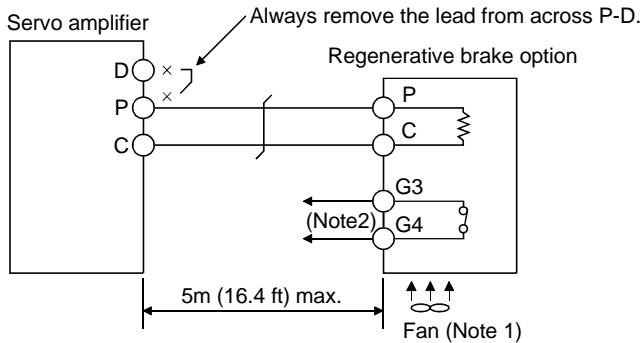 Servo amplifier
Always remove the lead from across P-D.
Regenerative brake option
D
P
P
C
C
G3
(Note2)
G4
5m (16.4 ft) max.
Fan (Note 1)